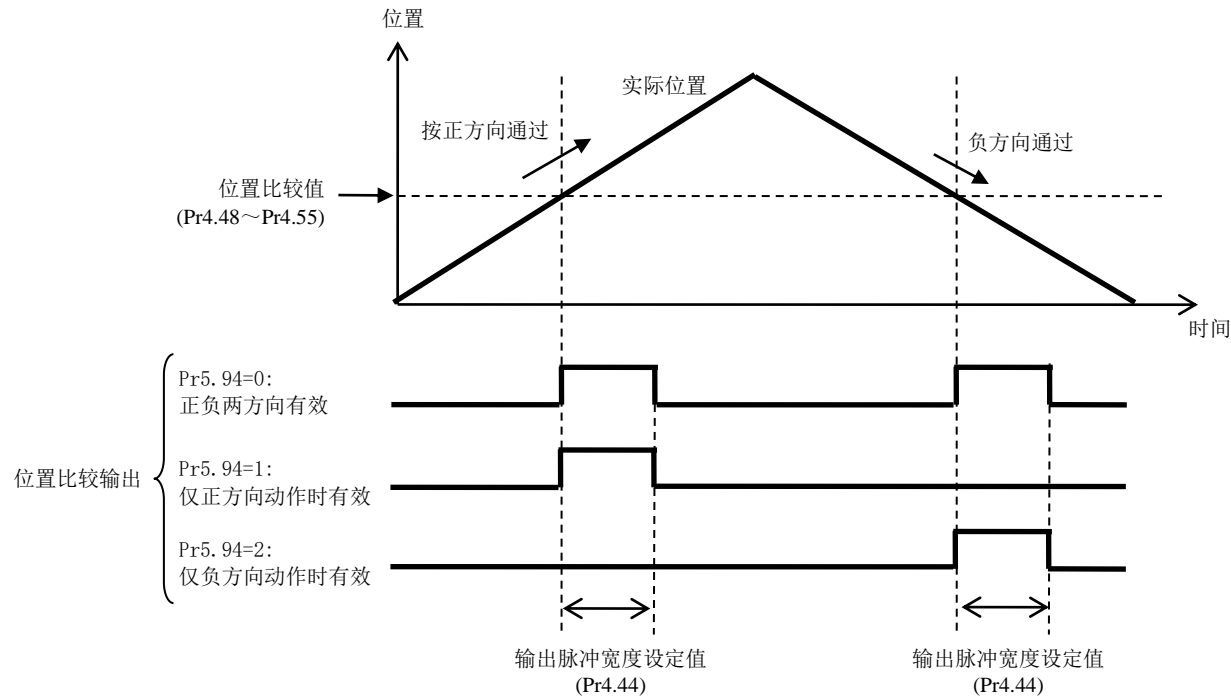 位置
实际位置
按正方向通过
负方向通过
位置比较值
(Pr4.48～Pr4.55)
时间
Pr5.94=0:
正负两方向有效
位置比较输出
Pr5.94=1:
仅正方向动作时有效
Pr5.94=2:
仅负方向动作时有效
输出脉冲宽度设定值
(Pr4.44)
输出脉冲宽度设定值
(Pr4.44)